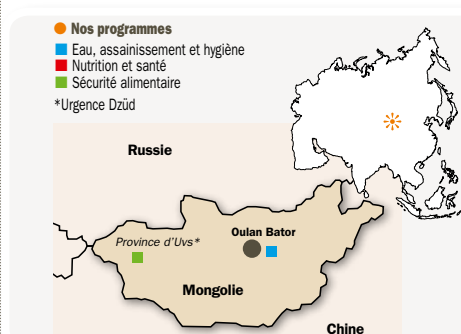 Nos programmes
Eau, assainissement et hygiène
Nutrition et santé
Sécurité alimentaire
*Urgence Dzüd
Russie
Province d'Uvs*
Oulan Bator
Mongolie
Chine